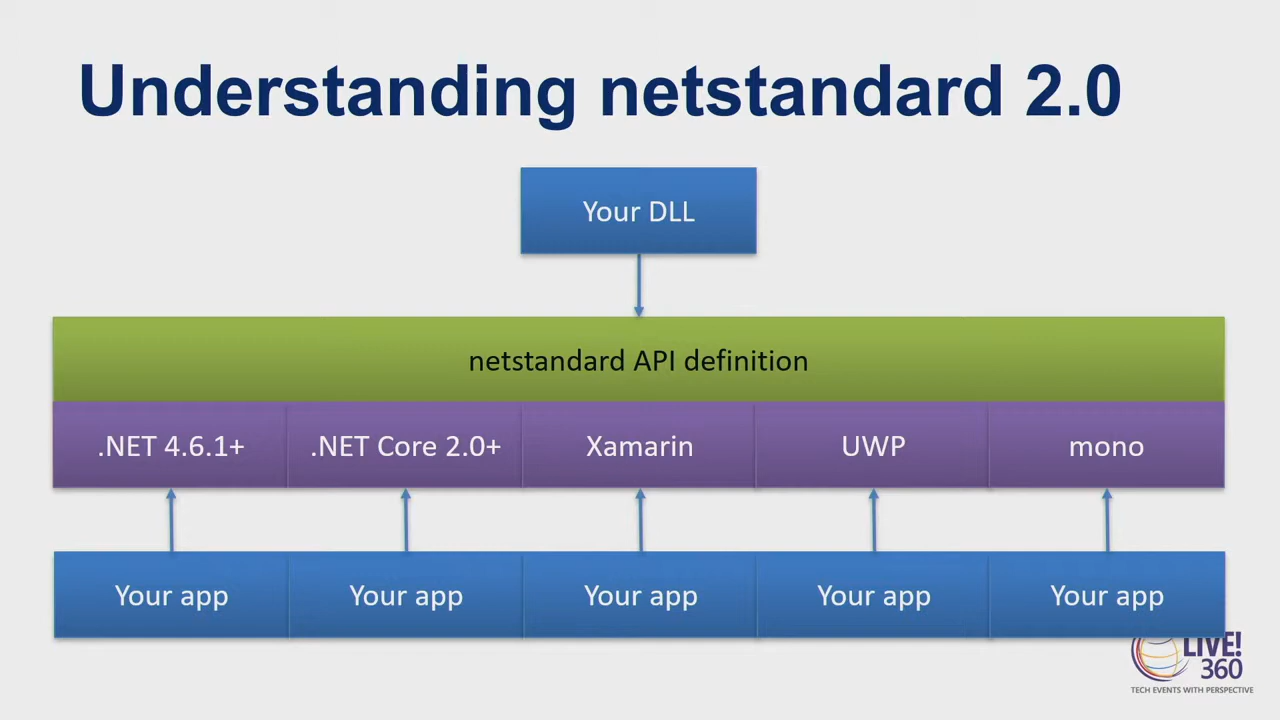 Understanding netstandard 2.0
Your DLL
netstandard API definition
.NET 4.6.1+
.NET Core 2.0+
Xamarin
UWP
mono
Your app
Your app
Your app
Your app
Your app
LIVE!
360
TECH EVENTS WITH PERSPECTIVE